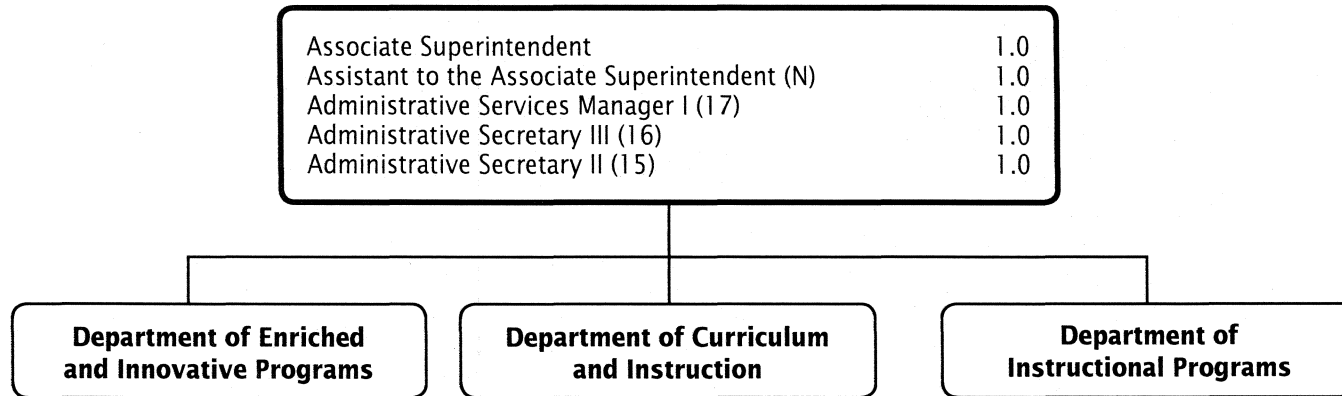 Associate Superintendent 1.0
Assistant to the Associate Superintendent (N) 1.0
Administrative Services Manager I (17) 1.0
Administrative Secretary III (16) 1.0
Administrative Secretary II (15) 1.0
Department of Enriched
and Innovative Programs
Department of Curriculum
and Instruction
Department of
Instructional Programs